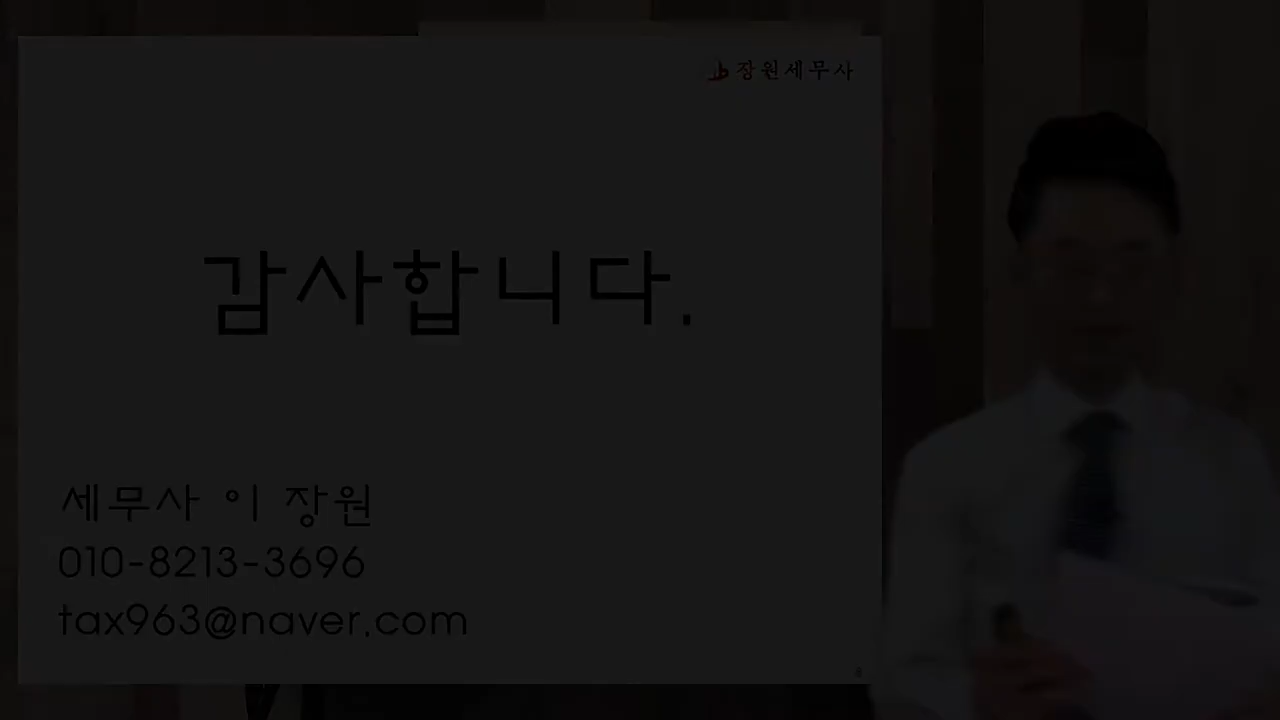 장원세무사
감사합니다.
세무사 이 장원
010-8213-3696
tax963@naver.com